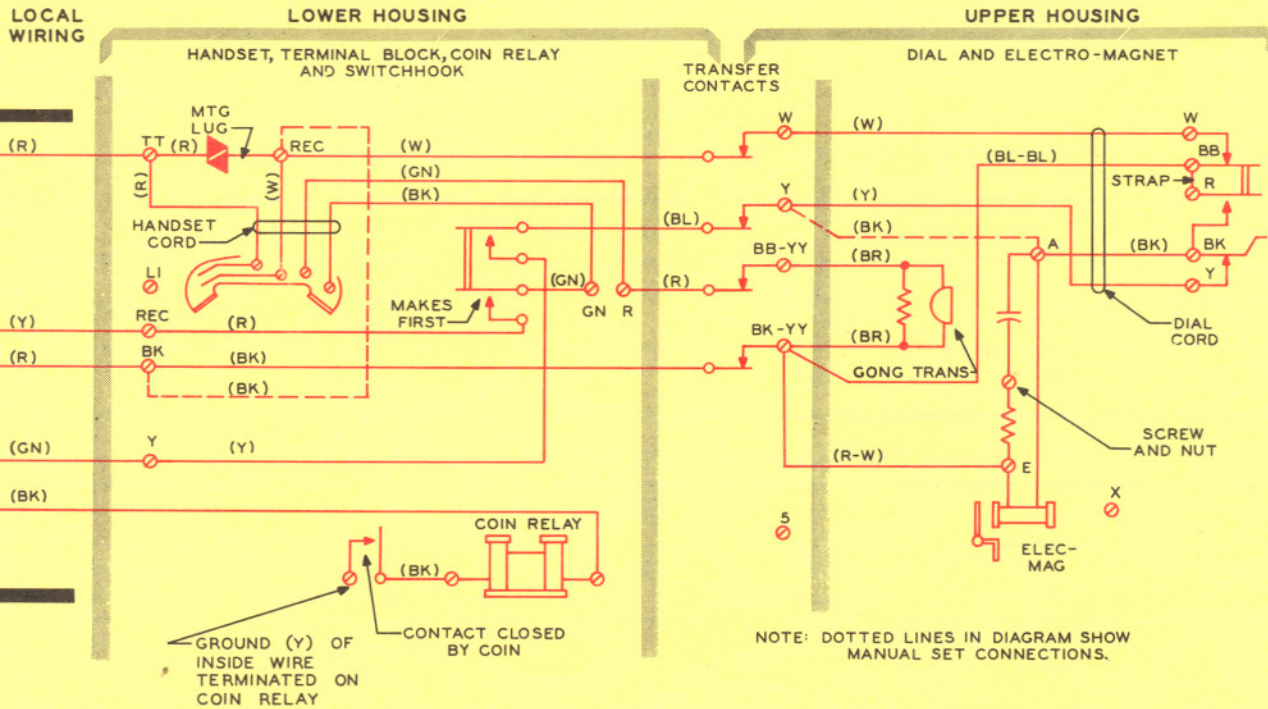 LOCAL
WIRING
LOWER HOUSING
HANDSET, TERMINAL BLOCK, COIN RELAY
AND SWITCHHOOK
TRANSFER
CONTACTS
UPPER HOUSING
DIAL AND ELECTRO-MAGNET
MTG
LUG
(R)
TT
(R)
REC
(W)
W
(W)
W
(GN)
(BL-BL)
BB
(R)
(W)
(BK)
STRAP
R
HANDSET
CORD
(BL)
Y
(Y)
(BK)
A
(BK)
BK
LI
BB-YY
(BR)
Y
MAKES
FIRST
(GN)
GN
R
(R)
(Y)
REC
(R)
DIAL
CORD
(R)
BK
(BK)
BK-YY
(BR)
GONG TRANS-
(BK)
SCREW
AND NUT
(GN)
Y
(Y)
(R-W)
E
(BK)
X
5
COIN RELAY
ELEC-
MAG
(BK)
GROUND (Y) OF
INSIDE WIRE
TERMINATED ON
COIN RELAY
CONTACT CLOSED
BY COIN
NOTE: DOTTED LINES IN DIAGRAM SHOW
MANUAL SET CONNECTIONS.